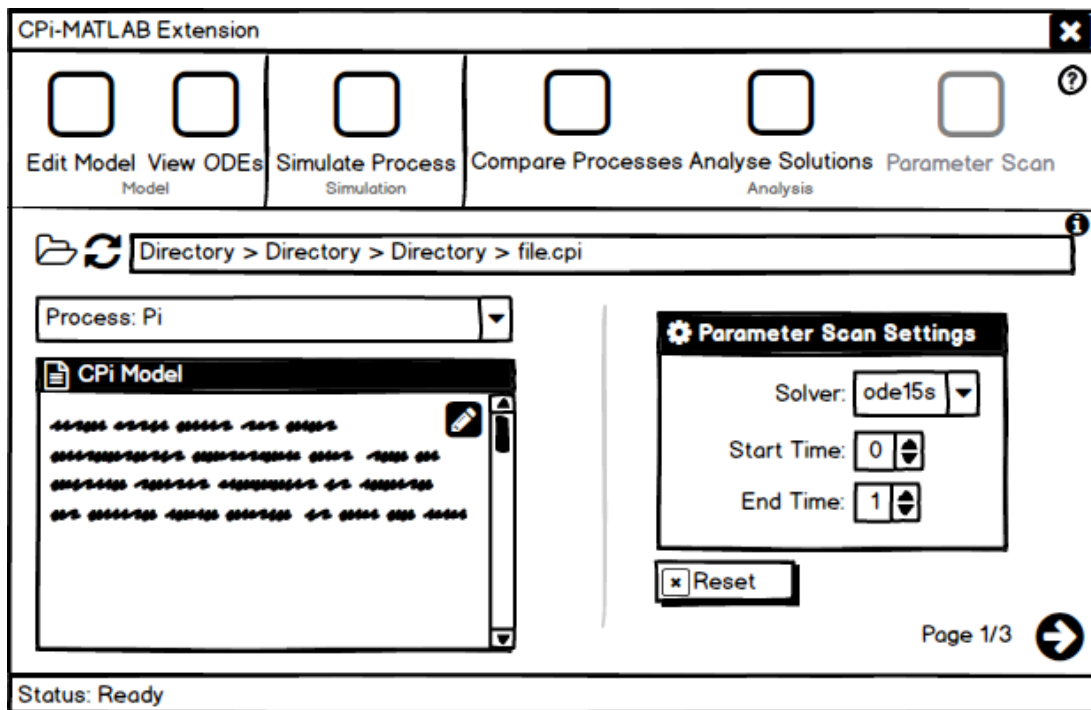 CPi-MATLAB Extension
Edit Model View ODEs Simulate Process Compare Processes Analyse Solutions Parameter Scan
Model Simulation Analysis
Directory > Directory > Directory > file.cpi
Process: Pi
Parameter Scan Settings
CPi Model
Solver: ode15s
Start Time: 0
End Time: 1
Reset
Page 1/3
Status: Ready